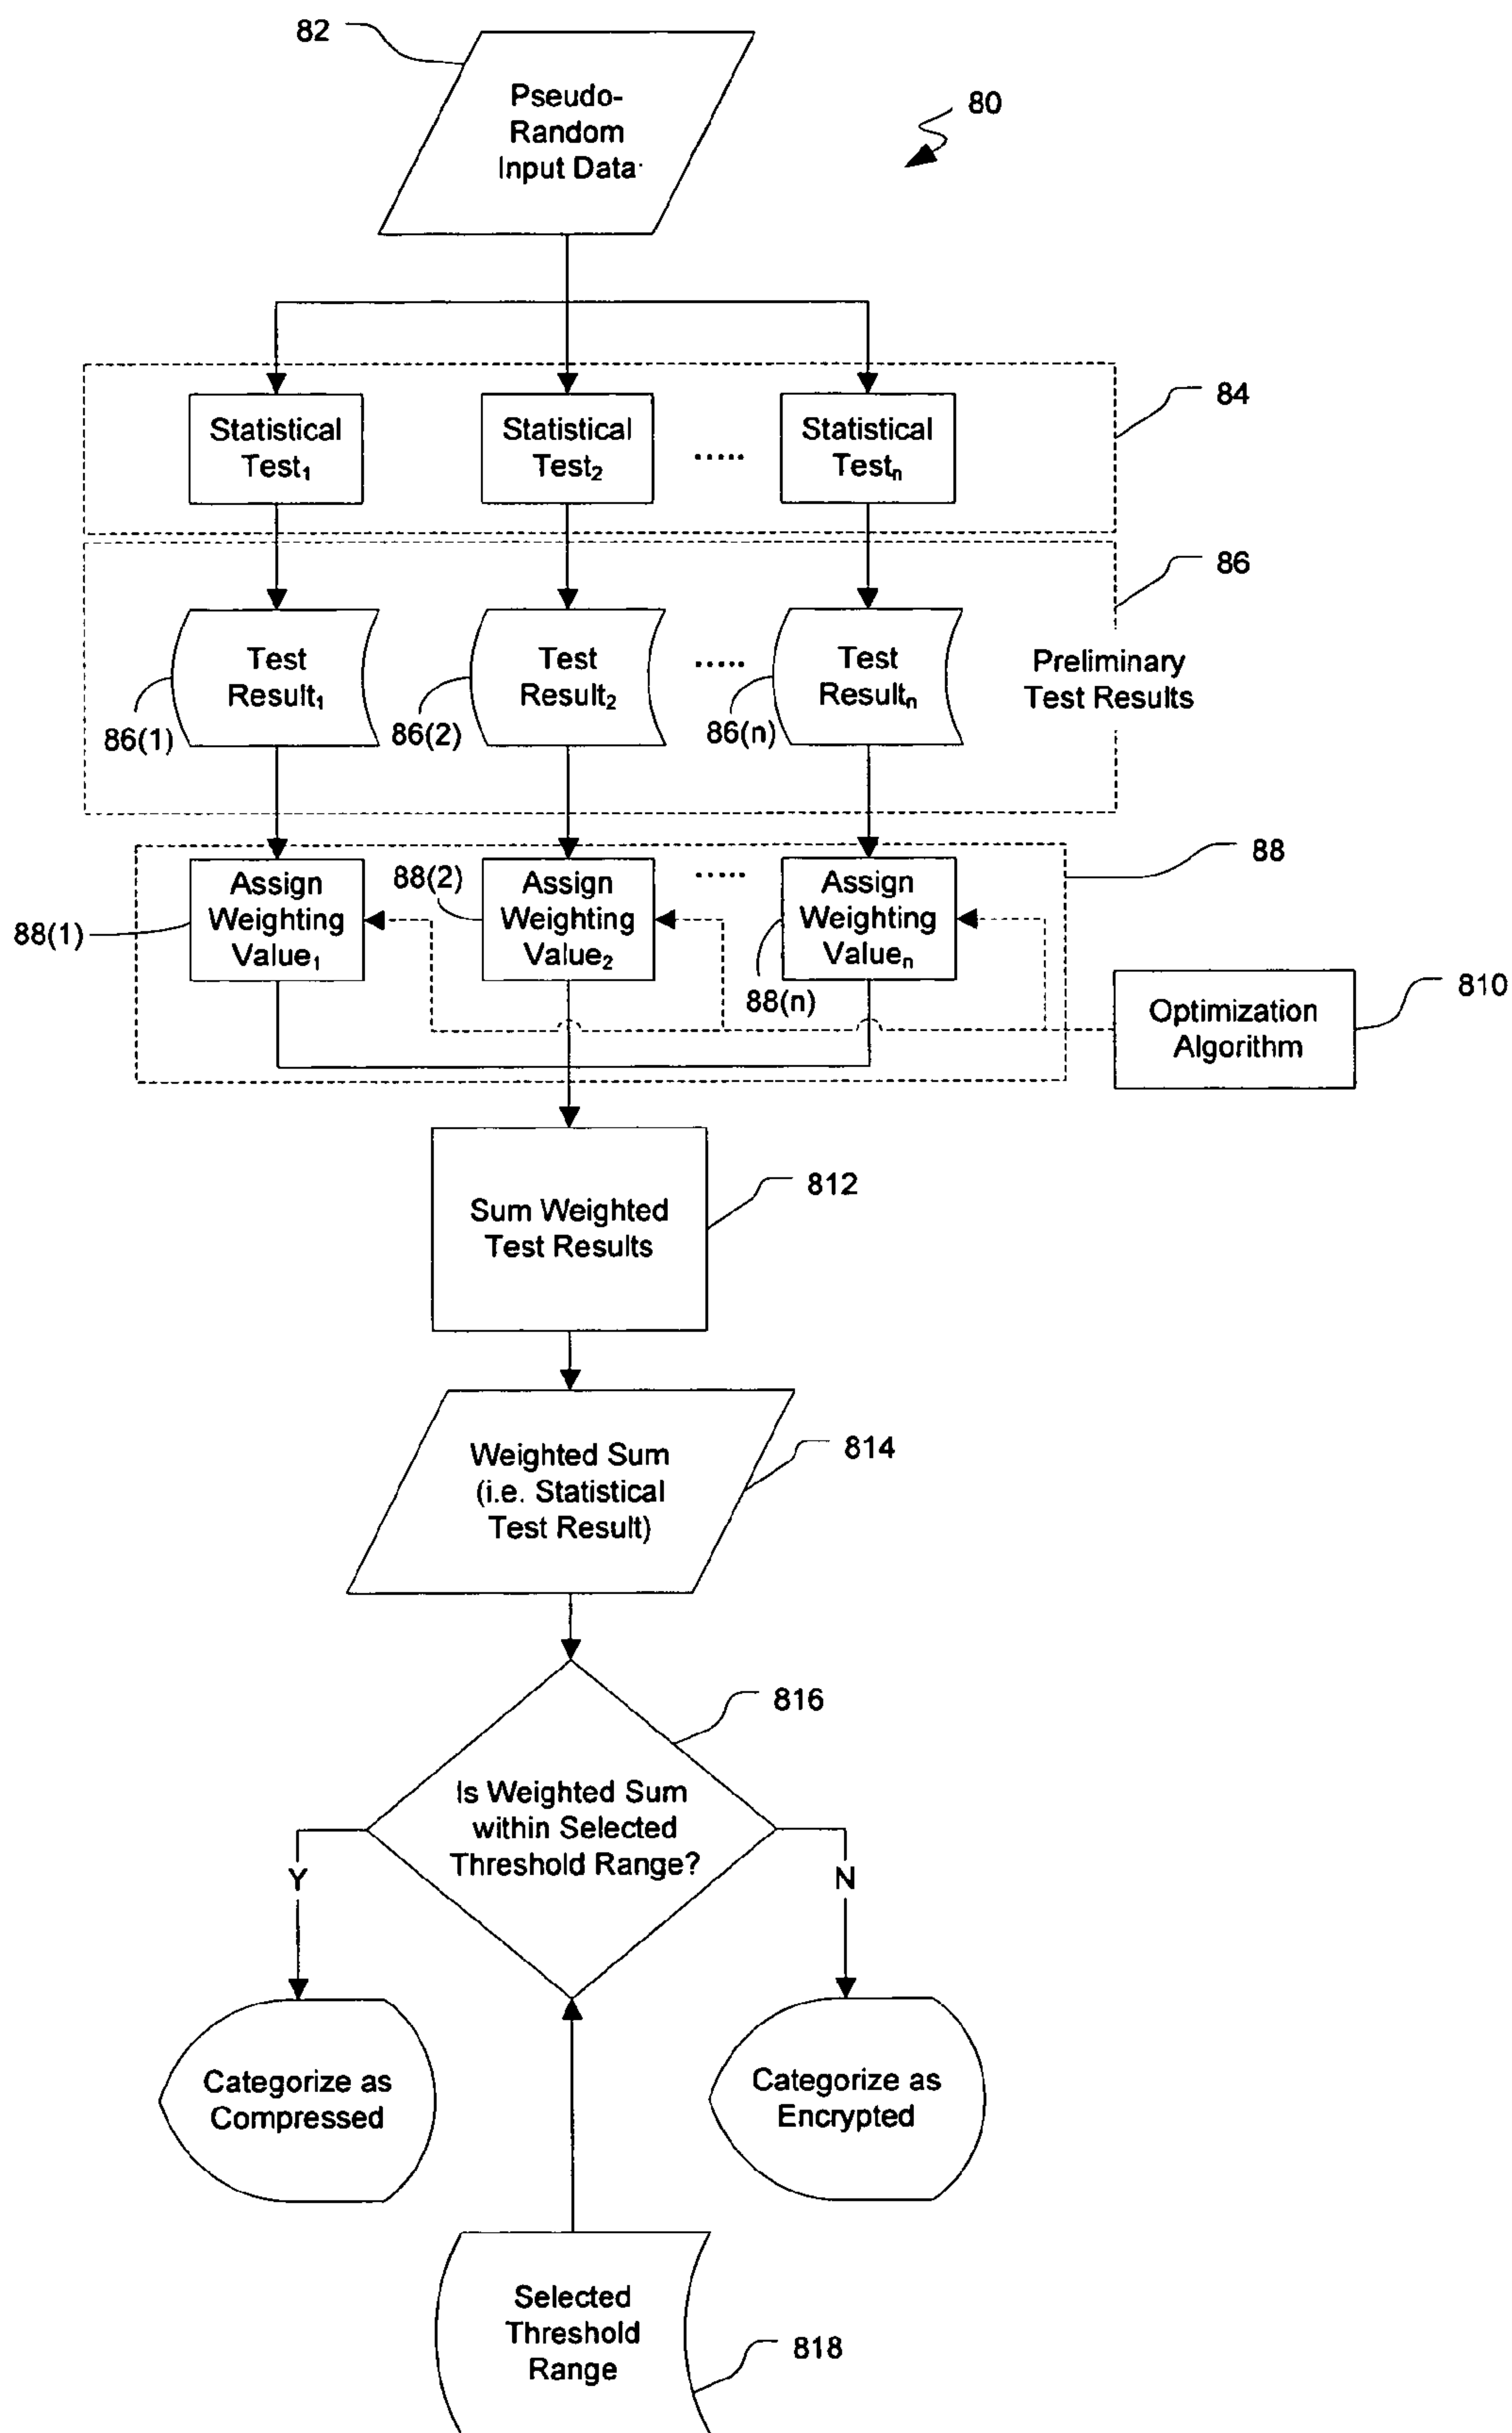 82
Pseudo-
Random
Input Data
80
Statistical
Test1
Statistical
Test2
.....
Statistical
Testn
84
86
Test
Result1
Test
Result2
.....
Test
Resultn
Preliminary
Test Results
86(1)
86(2)
86(n)
Assign
Weighting
Value1
88(1)
88(2)
Assign
Weighting
Value2
.....
Assign
Weighting
Valuen
88(n)
88
Optimization
Algorithm
810
Sum Weighted
Test Results
812
Weighted Sum
(i.e. Statistical
Test Result)
814
816
Is Weighted Sum
within Selected
Threshold Range?
Y
N
Categorize as
Compressed
Categorize as
Encrypted
Selected
Threshold
Range
818